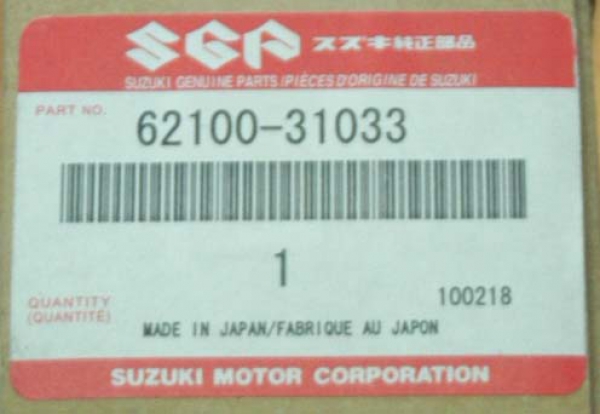 SGP スズキ純正部品
SUZUKI GENUINE PARTS/PIÈCES D'ORIGINE DE SUZUKI
PART NO.
62100-31033
1
100218
QUANTITY
(QUANTITÉ)
MADE IN JAPAN/FABRIQUE AU JAPON
SUZUKI MOTOR CORPORATION